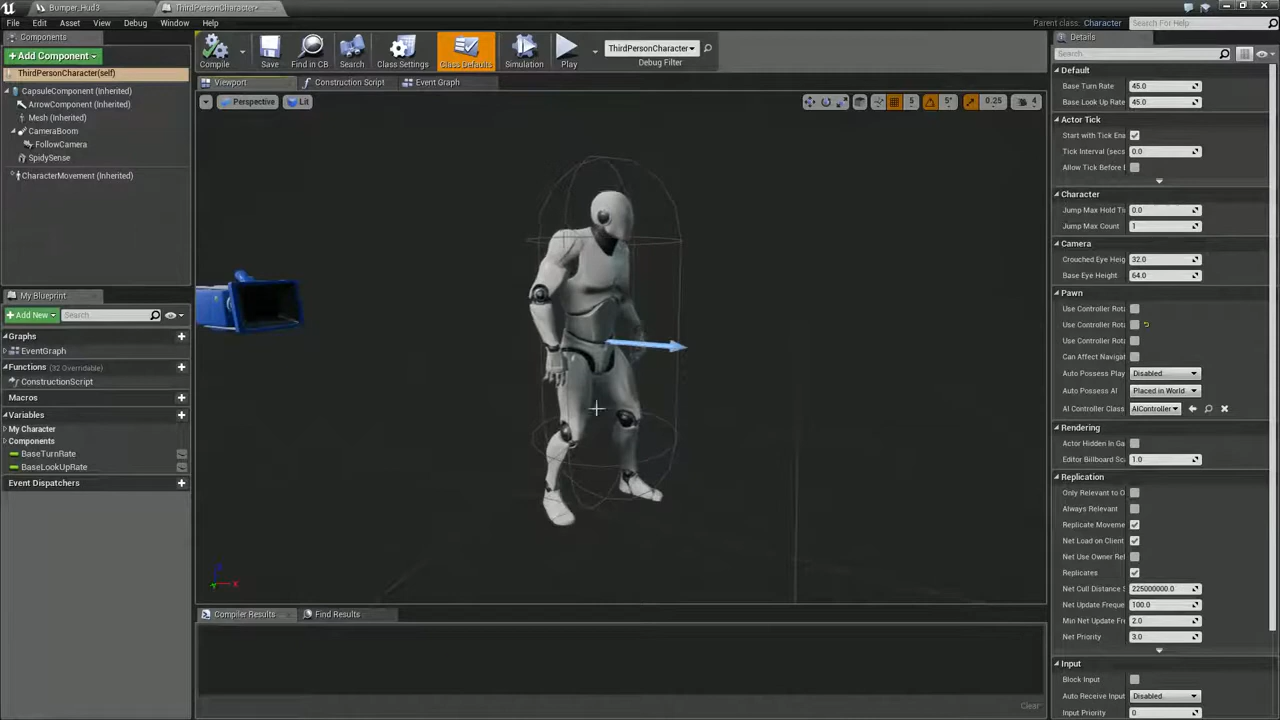 Bumper_Hud3
ThirdPersonCharacter*
File Edit Asset View Debug Window Help
Parent class: Character
Search For Help
Components
+Add Component
ThirdPersonCharacter(self)
CapsuleComponent (Inherited)
ArrowComponent (Inherited)
Mesh (Inherited)
CameraBoom
FollowCamera
SpidySense
CharacterMovement (Inherited)
My Blueprint
+Add New
Search
Graphs
EventGraph
Functions (32 Overridable)
ConstructionScript
Macros
Variables
My Character
Components
BaseTurnRate
BaseLookUpRate
Event Dispatchers
Compile
Save
Find in CB
Search
Class Settings
Class Defaults
Simulation
Play
ThirdPersonCharacter
Debug Filter
Viewport
Construction Script
Event Graph
Perspective
Lit
5
5°
0.25
4
Compiler Results
Find Results
Clear
Details
Search
Default
Base Turn Rate 45.0
Base Look Up Rate 45.0
Actor Tick
Start with Tick Ena
Tick Interval (secs 0.0
Allow Tick Before B
Character
Jump Max Hold Ti 0.0
Jump Max Count 1
Camera
Crouched Eye Heig 32.0
Base Eye Height 64.0
Pawn
Use Controller Rota
Use Controller Rota
Use Controller Rota
Can Affect Navigat
Auto Possess Play Disabled
Auto Possess AI Placed in World
AI Controller Class AIController
Rendering
Actor Hidden In Ga
Editor Billboard Sc 1.0
Replication
Only Relevant to O
Always Relevant
Replicate Moveme
Net Load on Client
Net Use Owner Rel
Replicates
Net Cull Distance S 225000000.0
Net Update Freque 100.0
Min Net Update Fr 2.0
Net Priority 3.0
Input
Block Input
Auto Receive Input Disabled
Input Priority 0